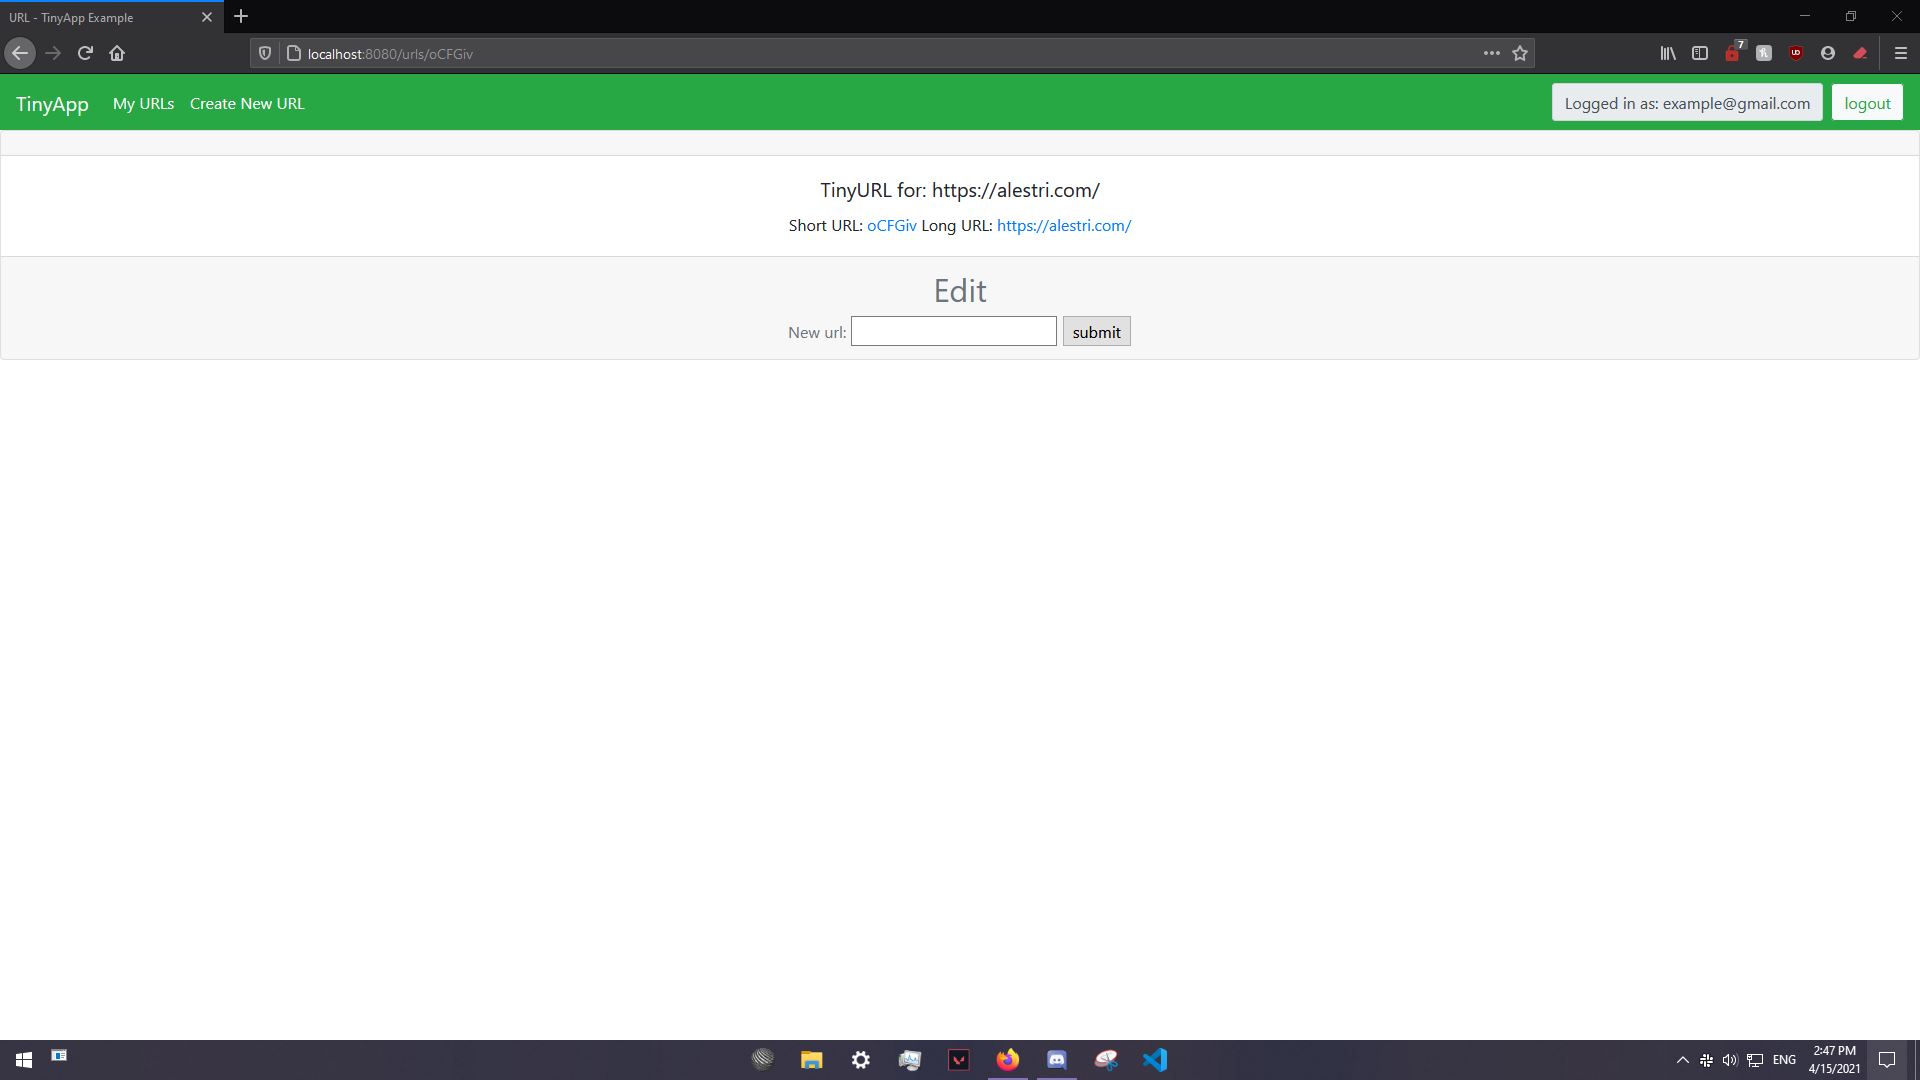 URL - TinyApp Example
localhost:8080/urls/oCFGiv
7
TinyApp My URLs Create New URL Logged in as: example@gmail.com logout
TinyURL for: https://alestri.com/
Short URL: oCFGiv Long URL: https://alestri.com/
Edit
New url: submit
ENG
2:47 PM
4/15/2021